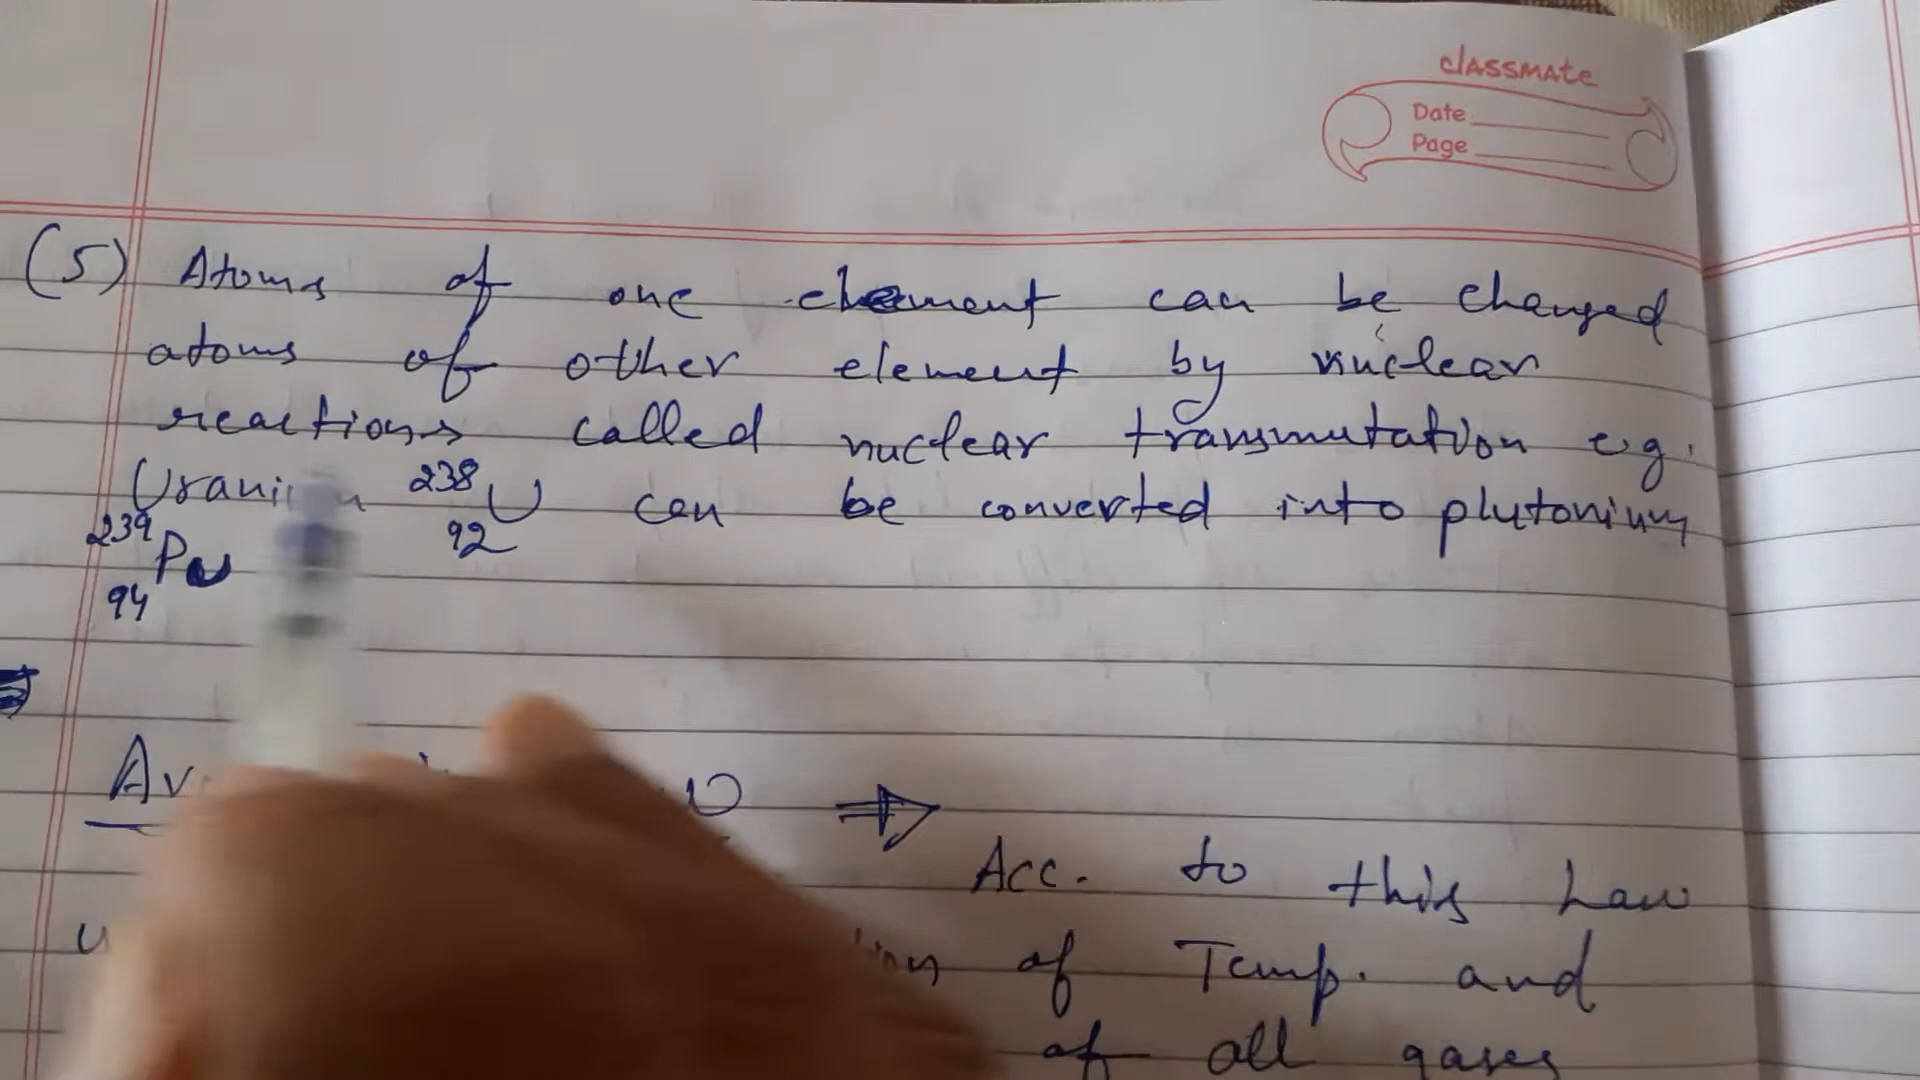 classmate
Date
Page
(5) Atoms of one element can be changed
atoms of other element by nuclear
reactions called nuclear transmutation e.g.
238 U 92 can be converted into plutonium
239 Pu 94
⇒
Acc. to this Law
of Temp. and
of all gases